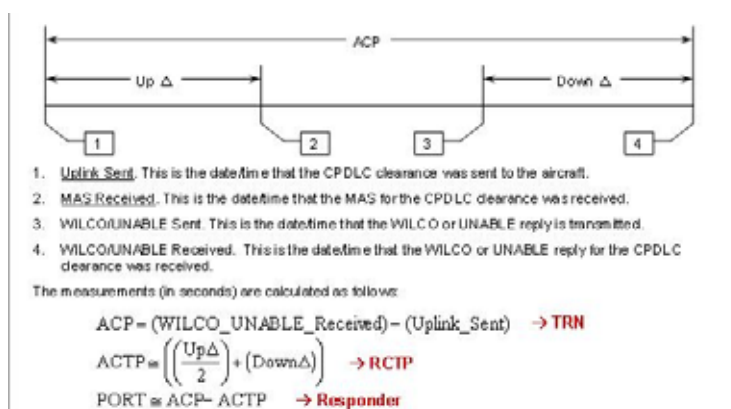 ACP
Up Δ
Down Δ
1 2 3 4
1. Uplink Sent. This is the date/time that the CPDLC clearance was sent to the aircraft.
2. MAS Received. This is the date/time that the MAS for the CPDLC clearance was received.
3. WILCO/UNABLE Sent. This is the date/time that the WILCO or UNABLE reply is transmitted.
4. WILCO/UNABLE Received. This is the date/time that the WILCO or UNABLE reply for the CPDLC
clearance was received.
The measurements (in seconds) are calculated as follows:
ACP = (WILCO_UNABLE_Received) – (Uplink_Sent) → TRN
ACTP ≅ ((UpΔ/2) + (DownΔ)) → RCTP
PORT ≅ ACP – ACTP → Responder